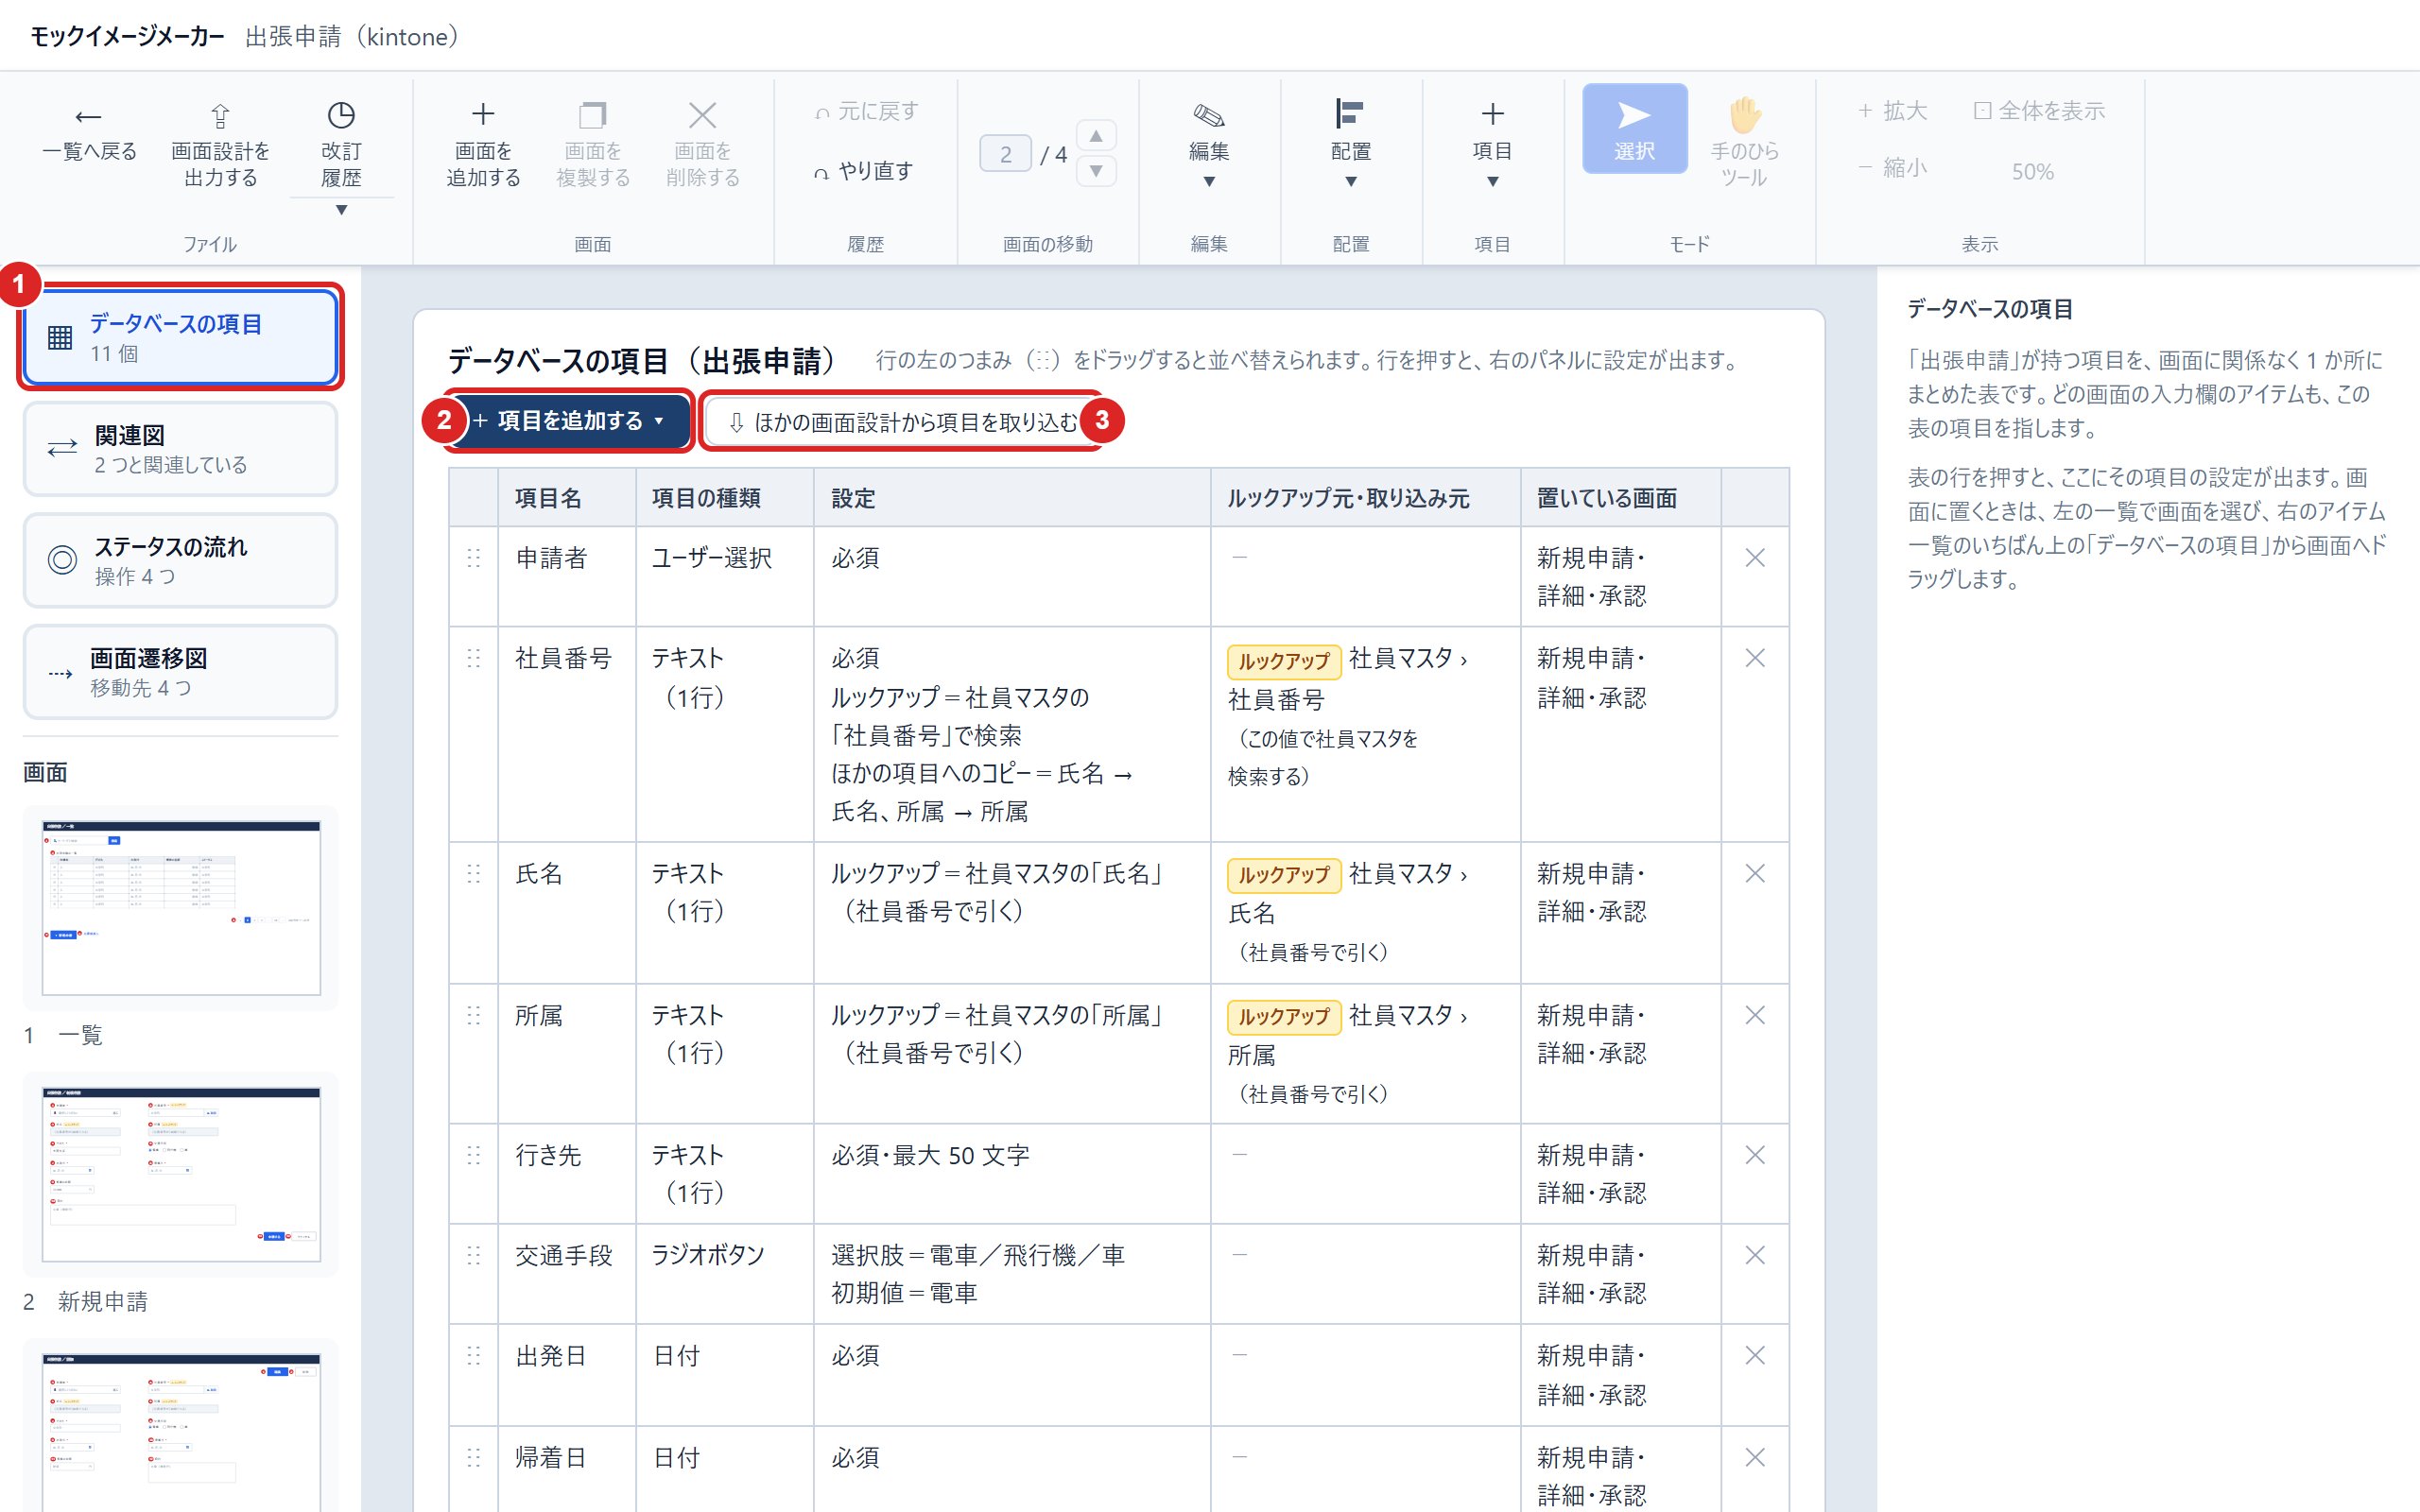 モックイメージメーカー 出張申請（kintone）
← 一覧へ戻る
画面設計を
出力する
改訂
履歴
▼
ファイル
画面を
追加する
画面を
複製する
画面を
削除する
画面
元に戻す
やり直す
履歴
2 / 4
▲
▼
画面の移動
編集
▼
編集
配置
▼
配置
項目
▼
項目
選択
手のひら
ツール
モード
+ 拡大
− 縮小
全体を表示
50%
表示
1
データベースの項目
11 個
関連図
2 つと関連している
ステータスの流れ
操作 4 つ
画面遷移図
移動先 4 つ
画面
1 一覧
2 新規申請
データベースの項目（出張申請） 行の左のつまみ（⠿）をドラッグすると並べ替えられます。行を押すと、右のパネルに設定が出ます。
2 + 項目を追加する ▼
⇩ ほかの画面設計から項目を取り込む 3
項目名 項目の種類 設定 ルックアップ元・取り込み元 置いている画面
申請者 ユーザー選択 必須 — 新規申請・
詳細・承認
社員番号 テキスト
（1行）
必須
ルックアップ＝社員マスタの
「社員番号」で検索
ほかの項目へのコピー＝氏名 →
氏名、所属 → 所属
ルックアップ 社員マスタ ›
社員番号
（この値で社員マスタを
検索する）
新規申請・
詳細・承認
氏名 テキスト
（1行）
ルックアップ＝社員マスタの「氏名」
（社員番号で引く）
ルックアップ 社員マスタ ›
氏名
（社員番号で引く）
新規申請・
詳細・承認
所属 テキスト
（1行）
ルックアップ＝社員マスタの「所属」
（社員番号で引く）
ルックアップ 社員マスタ ›
所属
（社員番号で引く）
新規申請・
詳細・承認
行き先 テキスト
（1行）
必須・最大 50 文字
—
新規申請・
詳細・承認
交通手段 ラジオボタン
選択肢＝電車／飛行機／車
初期値＝電車
—
新規申請・
詳細・承認
出発日 日付 必須 — 新規申請・
詳細・承認
帰着日 日付 必須 — 新規申請・
詳細・承認
データベースの項目
「出張申請」が持つ項目を、画面に関係なく 1 か所に
まとめた表です。どの画面の入力欄のアイテムも、この
表の項目を指します。
表の行を押すと、ここにその項目の設定が出ます。画
面に置くときは、左の一覧で画面を選び、右のアイテム
一覧のいちばん上の「データベースの項目」から画面へド
ラッグします。